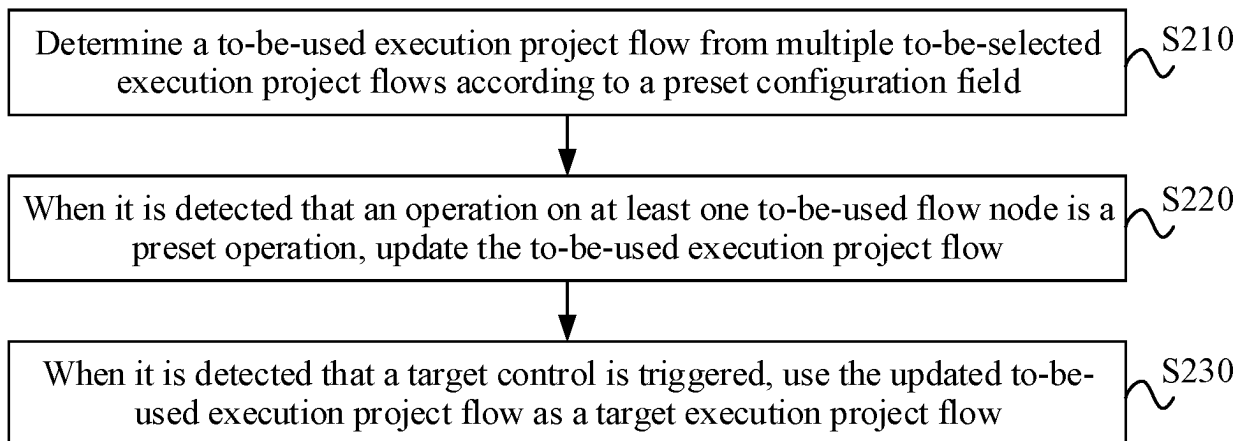 Determine a to-be-used execution project flow from multiple to-be-selected
execution project flows according to a preset configuration field
S210
When it is detected that an operation on at least one to-be-used flow node is a
preset operation, update the to-be-used execution project flow
S220
When it is detected that a target control is triggered, use the updated to-be-
used execution project flow as a target execution project flow
S230